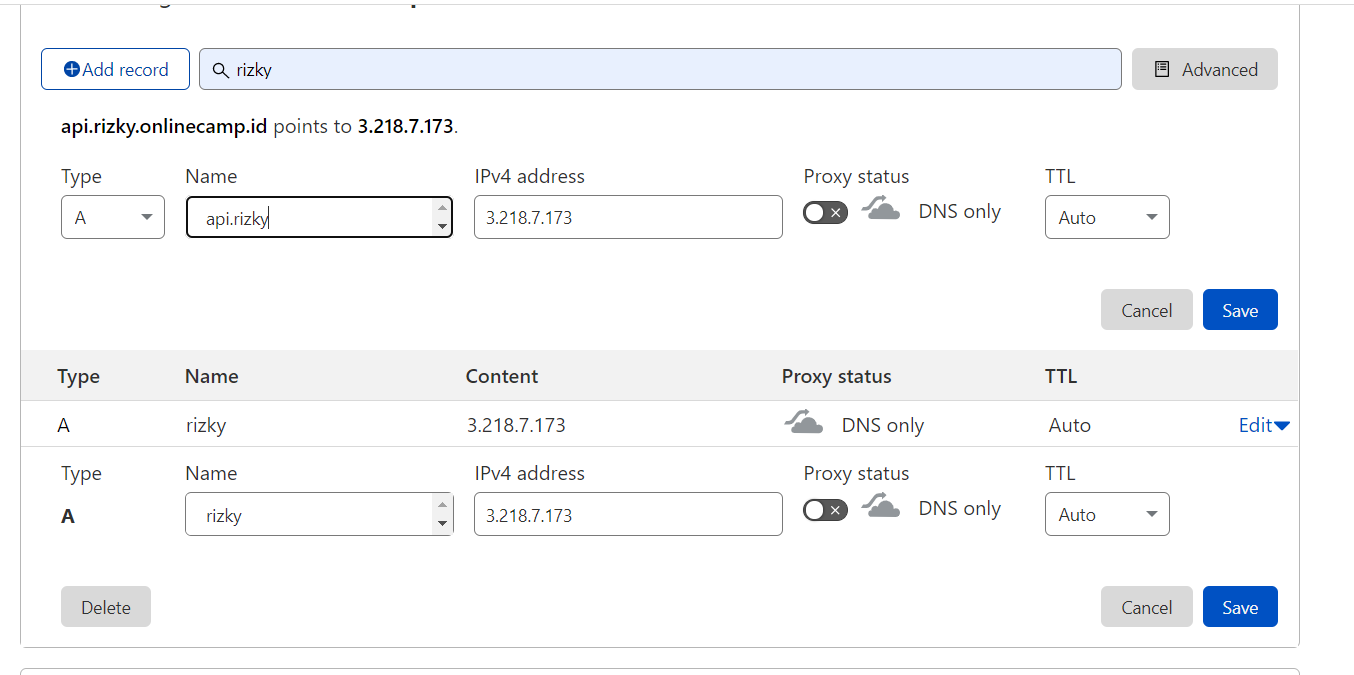 Add record
rizky
Advanced
api.rizky.onlinecamp.id points to 3.218.7.173.
Type Name IPv4 address Proxy status TTL
A api.rizky 3.218.7.173 DNS only Auto
Cancel Save
Type Name Content Proxy status TTL
A rizky 3.218.7.173 DNS only Auto Edit
Type Name IPv4 address Proxy status TTL
A rizky 3.218.7.173 DNS only Auto
Delete Cancel Save